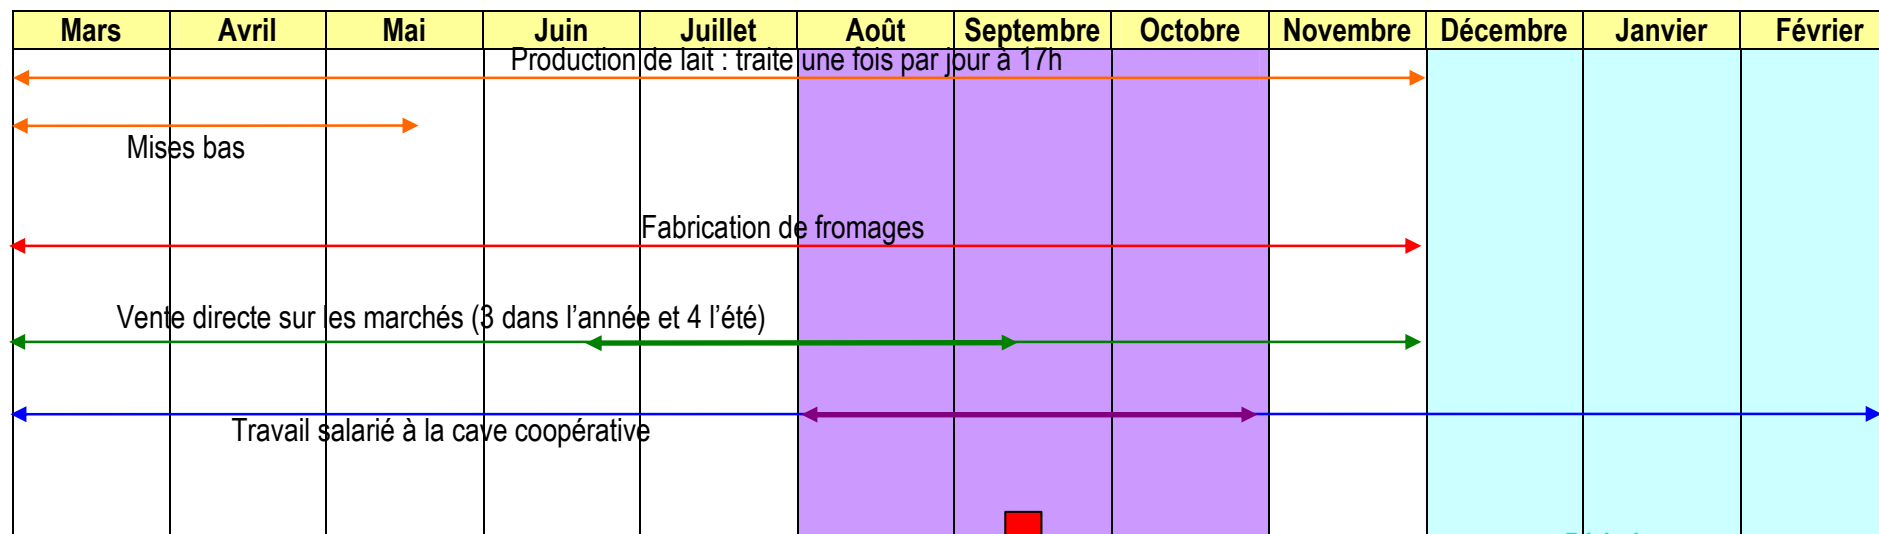 Mars Avril Mai Juin Juillet Août Septembre Octobre Novembre Décembre Janvier Février
Production de lait : traite une fois par jour à 17h
Mises bas
Fabrication de fromages
Vente directe sur les marchés (3 dans l’année et 4 l’été)
Travail salarié à la cave coopérative